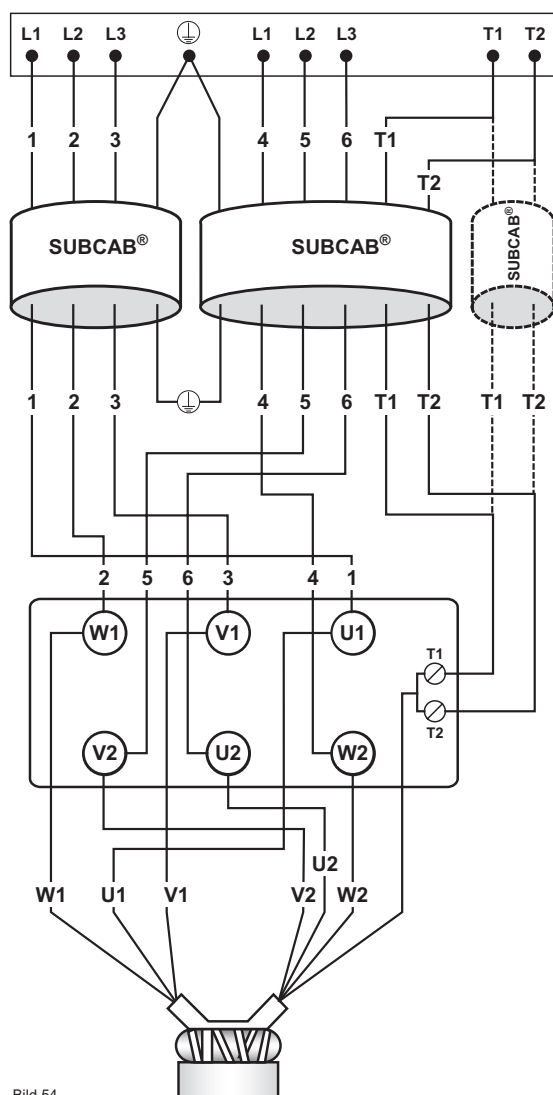 L1 L2 L3 L1 L2 L3 T1 T2
1 2 3 4 5 6 T1
T2
SUBCAB® SUBCAB® SUBCAB®
1 2 3 4 5 6 T1 T2 T1 T2
2 5 6 3 4 1
W1 V1 U1
T1
V2 U2 W2
T2
U2
W1 U1 V1 V2 W2
Bild 54